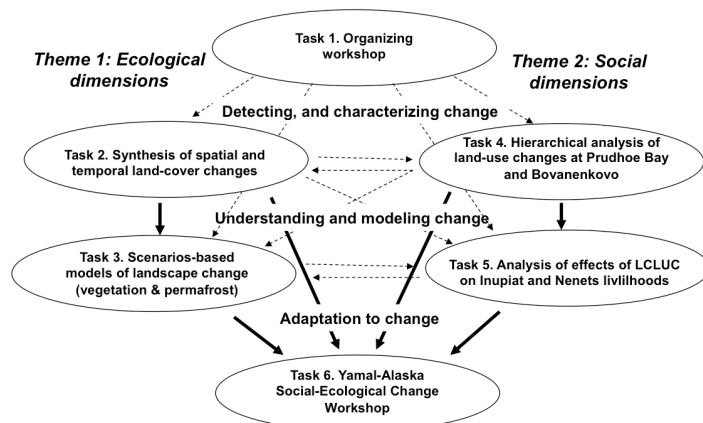 Task 1. Organizing
workshop
Theme 1: Ecological
dimensions
Theme 2: Social
dimensions
Detecting, and characterizing change
Task 2. Synthesis of spatial and
temporal land-cover changes
Task 4. Hierarchical analysis of
land-use changes at Prudhoe Bay
and Bovanenkovo
Understanding and modeling change
Task 3. Scenarios-based
models of landscape change
(vegetation & permafrost)
Task 5. Analysis of effects of LCLUC
on Inupiat and Nenets livlilhoods
Adaptation to change
Task 6. Yamal-Alaska
Social-Ecological Change
Workshop